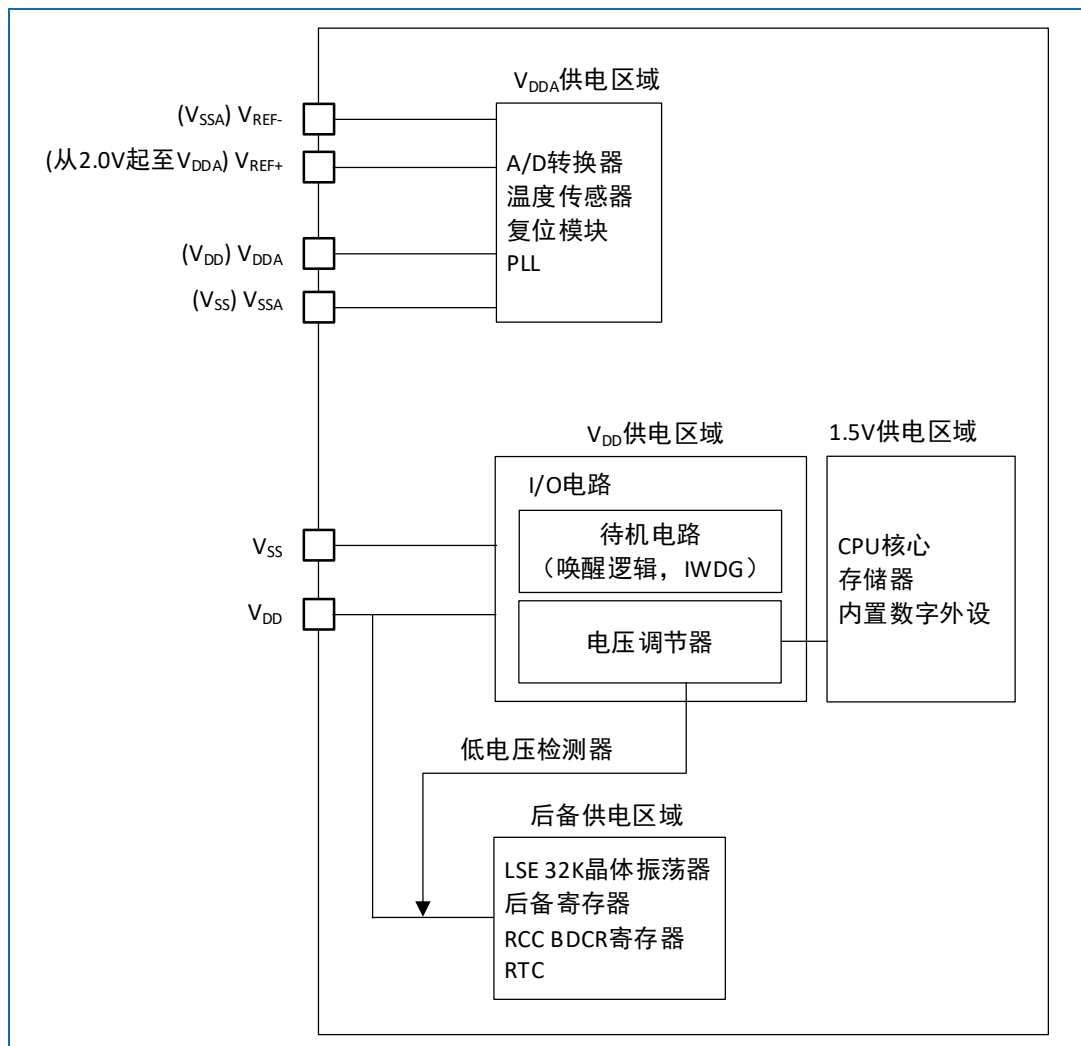 VDDA供电区域
(VSSA) VREF-
(从2.0V起至VDDA) VREF+
(VDD) VDDA
(VSS) VSSA
A/D转换器
温度传感器
复位模块
PLL
VDD供电区域
1.5V供电区域
I/O电路
待机电路
（唤醒逻辑，IWDG）
电压调节器
VSS
VDD
CPU核心
存储器
内置数字外设
低电压检测器
后备供电区域
LSE 32K晶体振荡器
后备寄存器
RCC BDCR寄存器
RTC